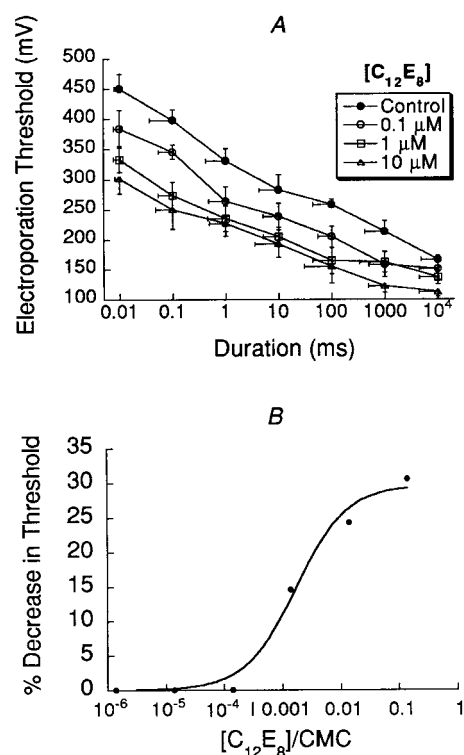 A
Electroporation Threshold (mV)
500
450
400
350
300
250
200
150
100
[C₁₂E₈]
Control
0.1 µM
1 µM
10 µM
0.01 0.1 1 10 100 1000 10⁴
Duration (ms)
B
% Decrease in Threshold
35
30
25
20
15
10
5
0
10⁻⁶ 10⁻⁵ 10⁻⁴ 0.001 0.01 0.1 1
[C₁₂E₈]/CMC